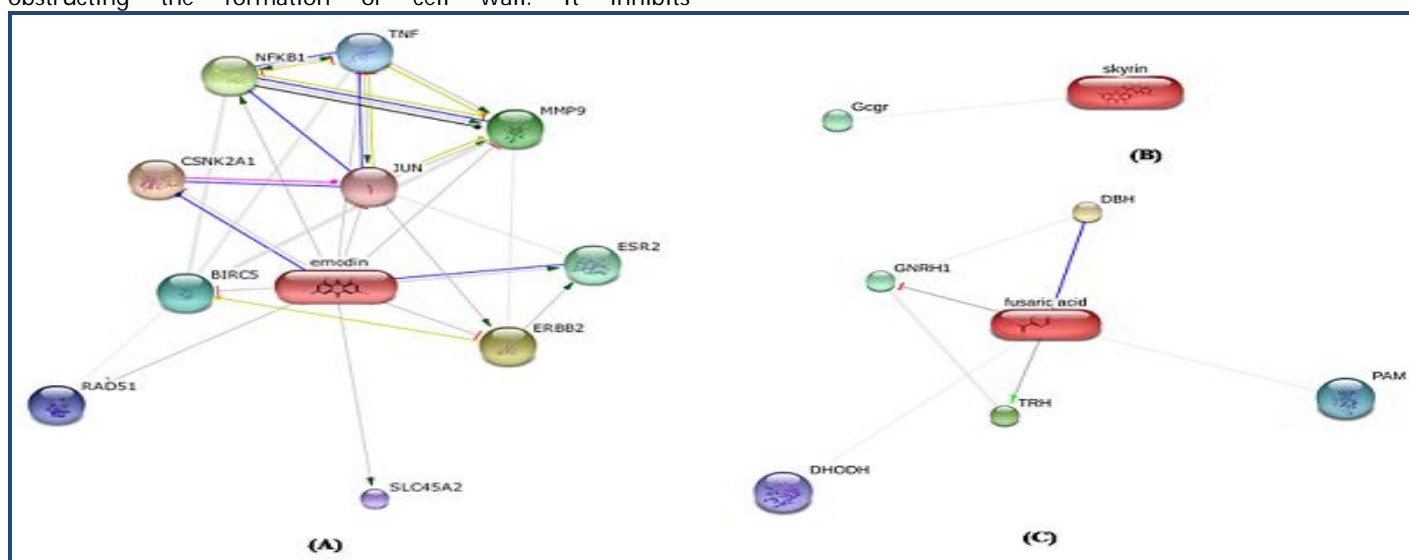 obstructing the formation of cell wall. It inhibits
TNF
NFKB1
MMP9
CSNK2A1
JUN
emodin
ESR2
BIRC5
ERBB2
RAD51
SLC45A2
(A)
skyrin
Gcgr
(B)
DBH
GNRH1
fusaric acid
PAM
TRH
DHODH
(C)